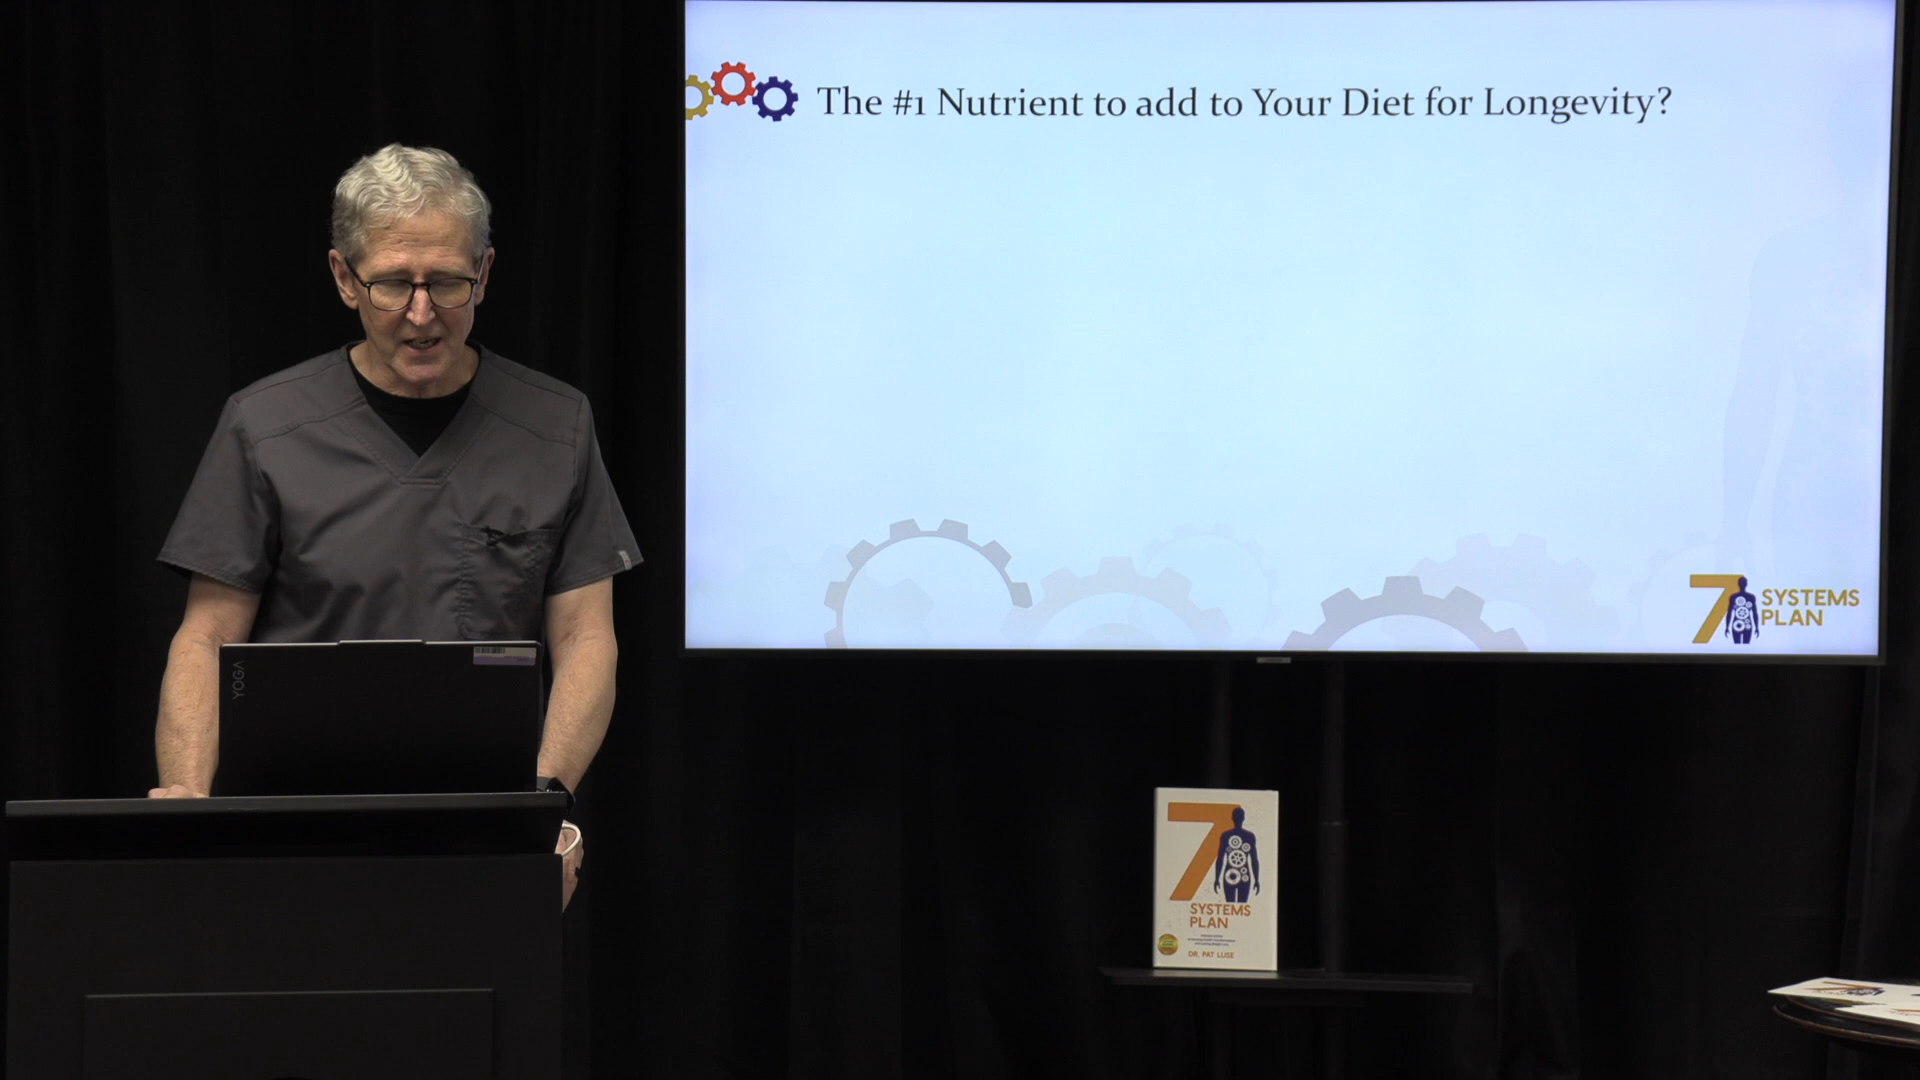 The #1 Nutrient to add to Your Diet for Longevity?
7 SYSTEMS
PLAN
YOGA
7
SYSTEMS
PLAN
DR. PAT LUSE